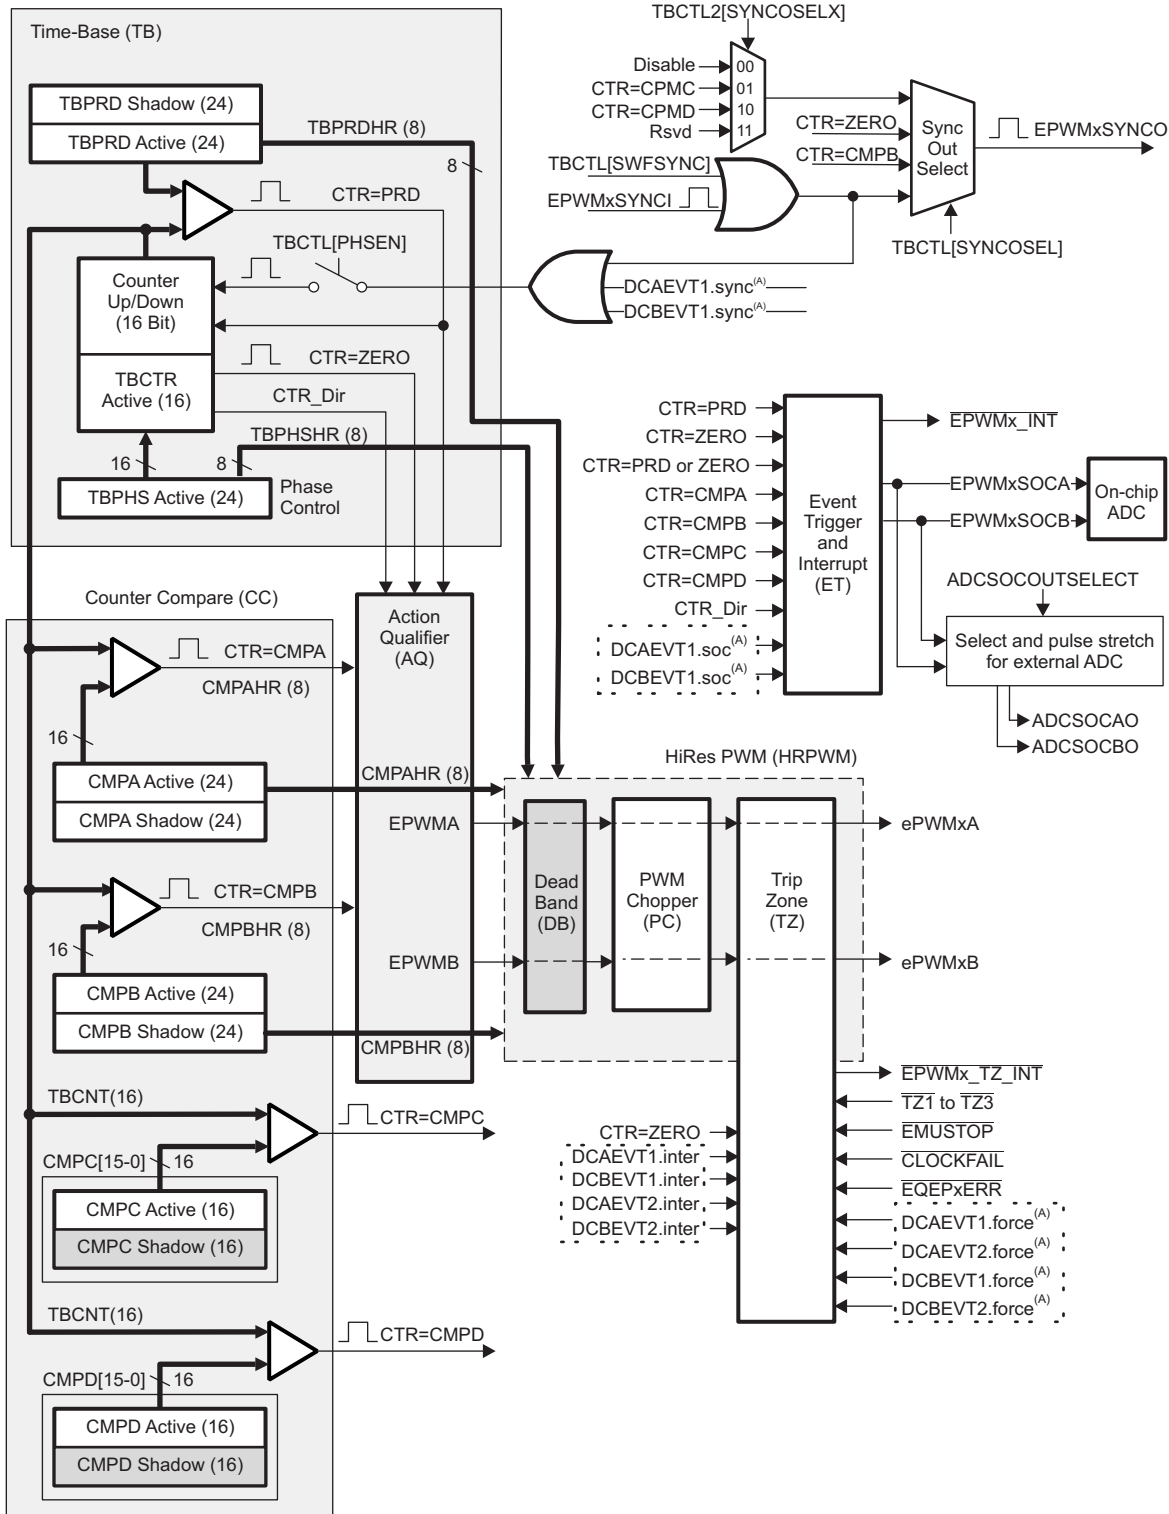 TBCTL2[SYNCOSELX]
Time-Base (TB)
Disable
00
CTR=CPMC
01
CTR=CPMD
10
Rsvd
11
TBPRD Shadow (24)
TBPRD Active (24)
TBPRDHR (8)
8
CTR=ZERO
CTR=CMPB
Sync
Out
Select
EPWMxSYNCO
TBCTL[SWFSYNC]
EPWMxSYNCI
TBCTL[SYNCOSEL]
CTR=PRD
TBCTL[PHSEN]
Counter
Up/Down
(16 Bit)
DCAEVT1.sync(A)
DCBEVT1.sync(A)
CTR=ZERO
TBCTR
Active (16)
CTR_Dir
TBPHSHR (8)
16
8
TBPHS Active (24)
Phase
Control
CTR=PRD
CTR=ZERO
CTR=PRD or ZERO
CTR=CMPA
CTR=CMPB
CTR=CMPC
CTR=CMPD
CTR_Dir
DCAEVT1.soc(A)
DCBEVT1.soc(A)
Event
Trigger
and
Interrupt
(ET)
EPWMx_INT
EPWMxSOCA
EPWMxSOCB
On-chip
ADC
ADCSOCOUTSELECT
Select and pulse stretch
for external ADC
ADCSOCAO
ADCSOCBO
Counter Compare (CC)
Action
Qualifier
(AQ)
CTR=CMPA
CMPAHR (8)
16
CMPA Active (24)
CMPA Shadow (24)
CMPAHR (8)
HiRes PWM (HRPWM)
EPWMA
ePWMxA
CTR=CMPB
CMPBHR (8)
16
Dead
Band
(DB)
PWM
Chopper
(PC)
Trip
Zone
(TZ)
EPWMB
ePWMxB
CMPB Active (24)
CMPB Shadow (24)
CMPBHR (8)
EPWMx_TZ_INT
TZ1 to TZ3
EMUSTOP
CLOCKFAIL
EQEPxERR
DCAEVT1.force(A)
DCAEVT2.force(A)
DCBEVT1.force(A)
DCBEVT2.force(A)
CTR=ZERO
DCAEVT1.inter
DCBEVT1.inter
DCAEVT2.inter
DCBEVT2.inter
TBCNT(16)
CTR=CMPC
CMPC[15-0]
16
CMPC Active (16)
CMPC Shadow (16)
TBCNT(16)
CTR=CMPD
CMPD[15-0]
16
CMPD Active (16)
CMPD Shadow (16)